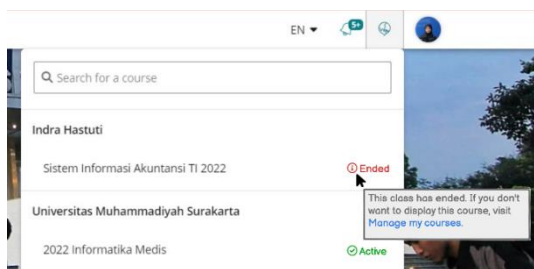 EN
5+
Search for a course
Indra Hastuti
Sistem Informasi Akuntansi TI 2022
Ended
This class has ended. If you don't
want to display this course, visit
Manage my courses.
Universitas Muhammadiyah Surakarta
2022 Informatika Medis
Active